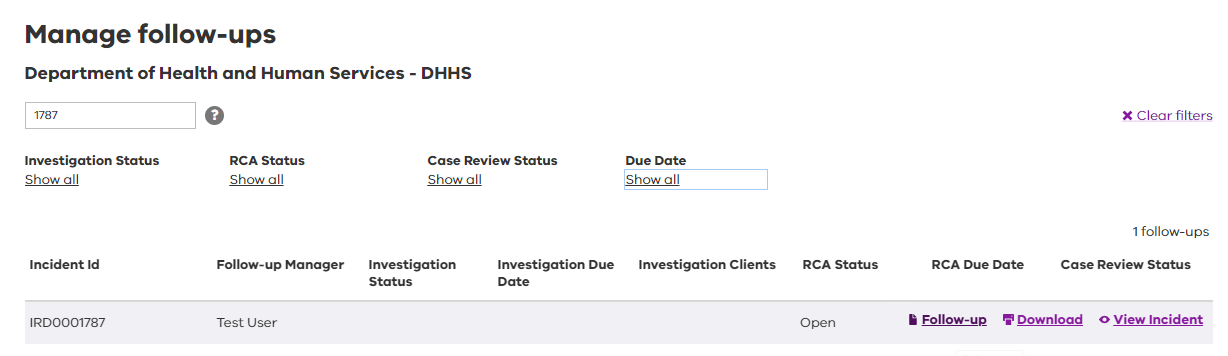 Manage follow-ups
Department of Health and Human Services - DHHS
1787 ? Clear filters
Investigation Status RCA Status Case Review Status Due Date
Show all Show all Show all Show all
1 follow-ups
Incident Id Follow-up Manager Investigation Status Investigation Due Date Investigation Clients RCA Status RCA Due Date Case Review Status
IRD0001787 Test User Open Follow-up Download View Incident